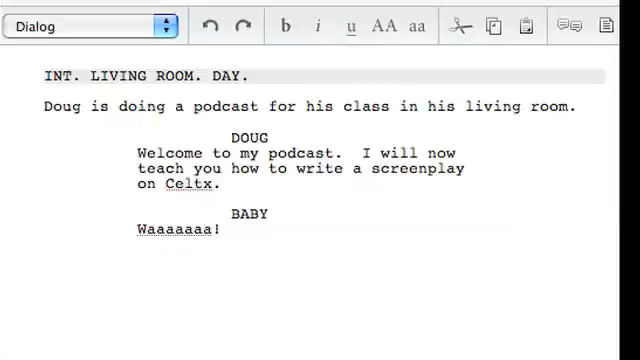 Dialog b i u AA aa
INT. LIVING ROOM. DAY.
Doug is doing a podcast for his class in his living room.
DOUG
Welcome to my podcast. I will now
teach you how to write a screenplay
on Celtx.
BABY
Waaaaaaa!